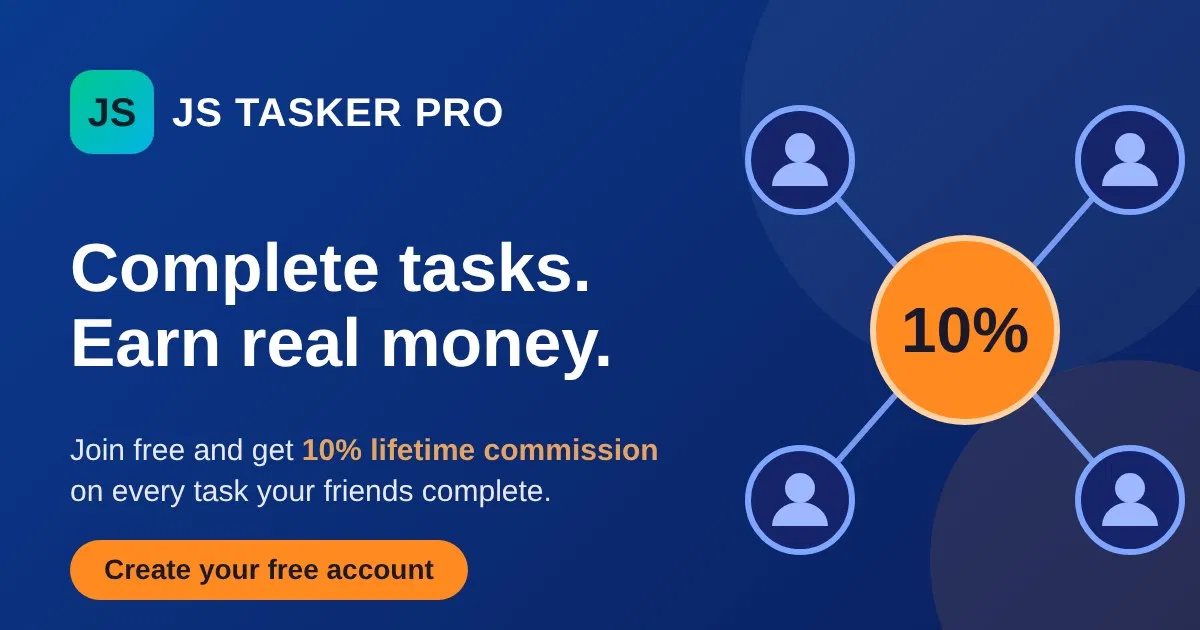 JS JS TASKER PRO
Complete tasks.
Earn real money.
Join free and get 10% lifetime commission
on every task your friends complete.
Create your free account
10%